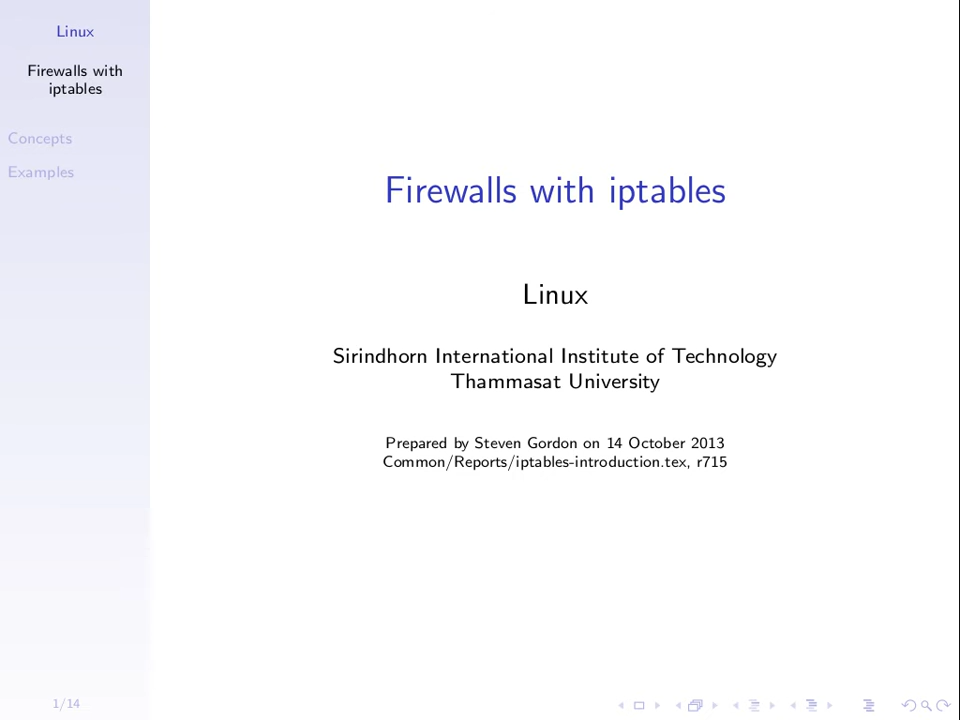 Linux
Firewalls with
iptables
Concepts
Examples
Firewalls with iptables
Linux
Sirindhorn International Institute of Technology
Thammasat University
Prepared by Steven Gordon on 14 October 2013
Common/Reports/iptables-introduction.tex, r715
1/14